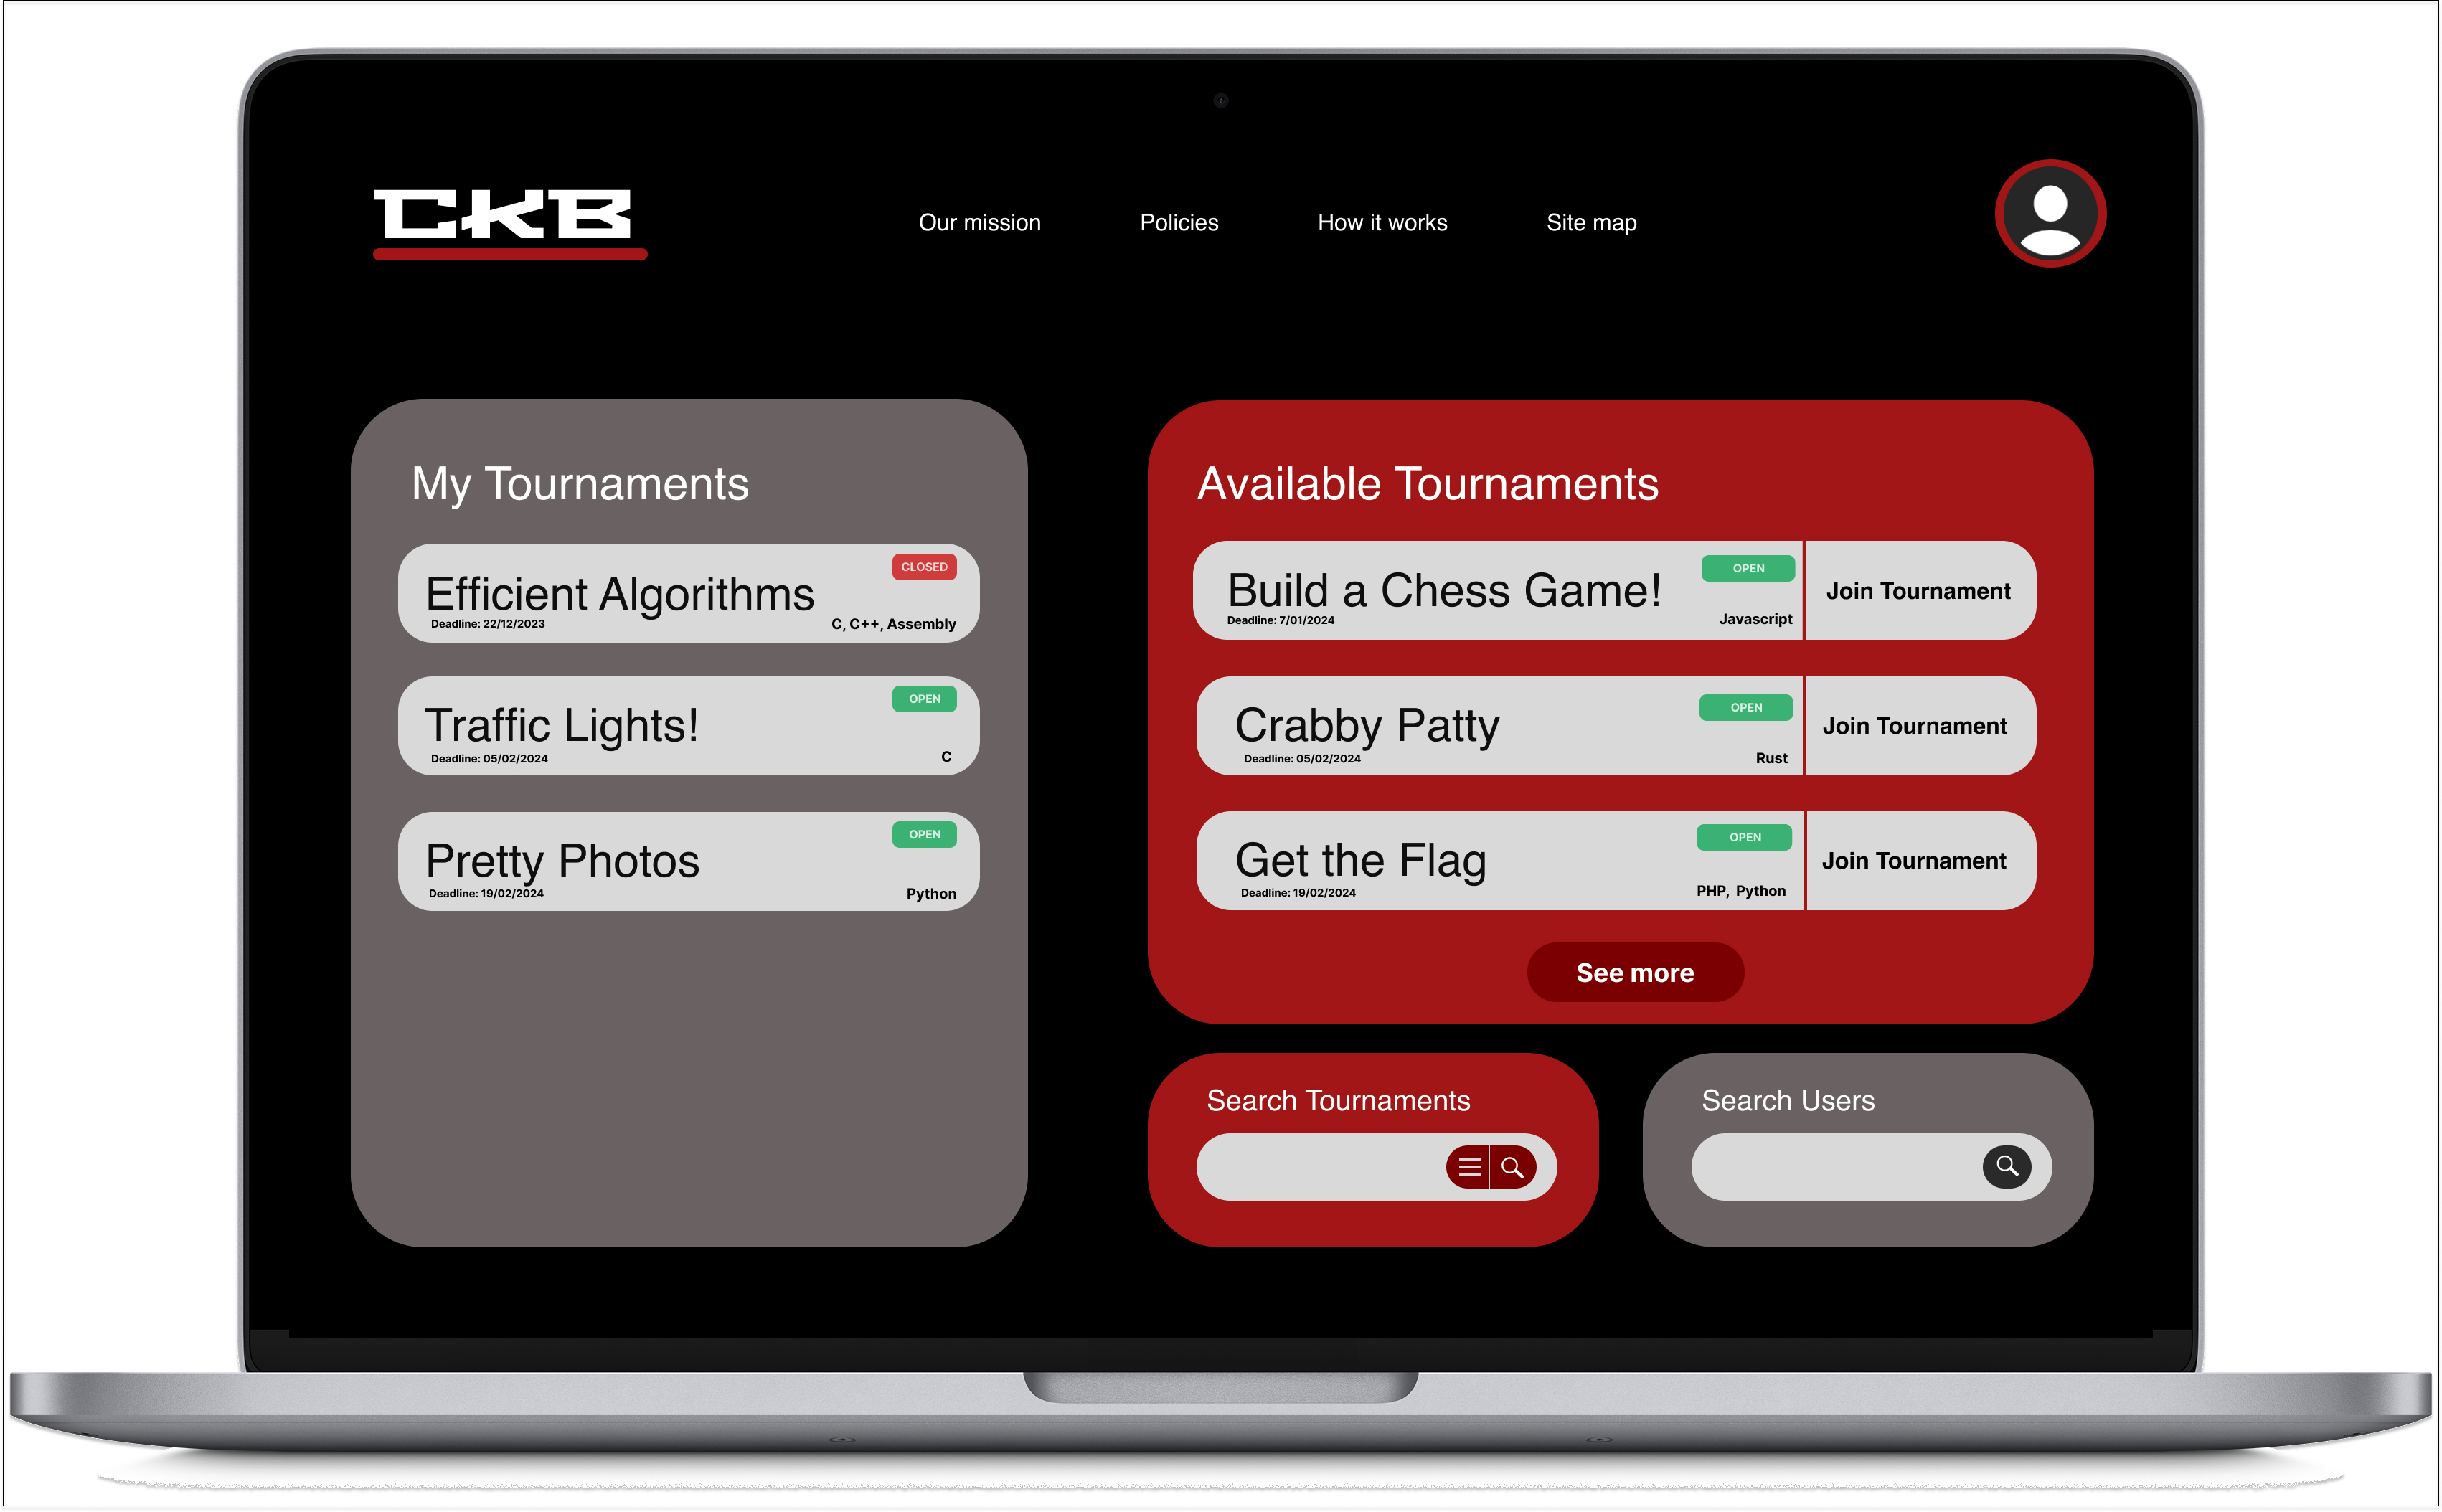 CKB
Our mission
Policies
How it works
Site map
My Tournaments
CLOSED
Efficient Algorithms
Deadline: 22/12/2023
C, C++, Assembly
OPEN
Traffic Lights!
Deadline: 05/02/2024
C
OPEN
Pretty Photos
Deadline: 19/02/2024
Python
Available Tournaments
OPEN
Build a Chess Game!
Join Tournament
Deadline: 7/01/2024
Javascript
OPEN
Crabby Patty
Join Tournament
Deadline: 05/02/2024
Rust
OPEN
Get the Flag
Join Tournament
Deadline: 19/02/2024
PHP, Python
See more
Search Tournaments
Search Users